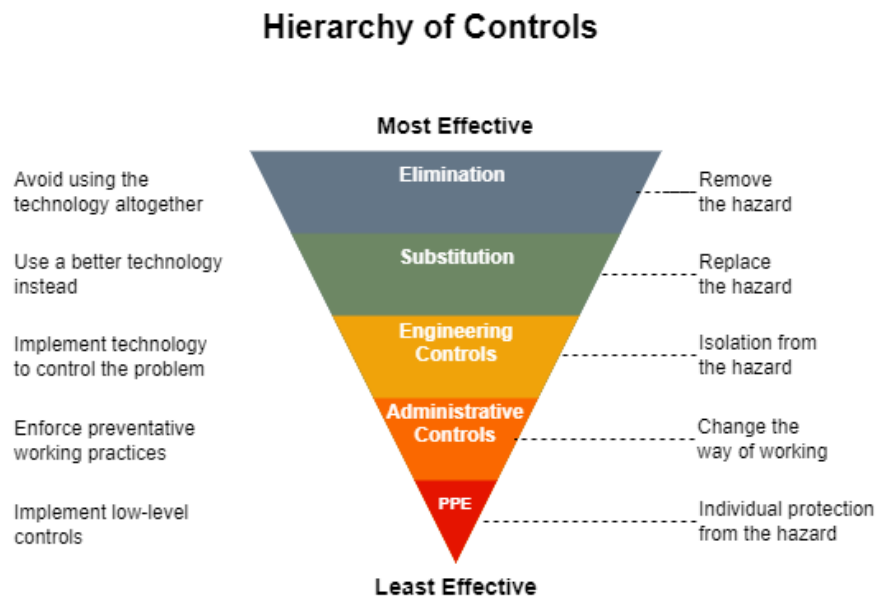 Hierarchy of Controls
Most Effective
Avoid using the
technology altogether
Elimination
Remove
the hazard
Use a better technology
instead
Substitution
Replace
the hazard
Implement technology
to control the problem
Engineering
Controls
Isolation from
the hazard
Enforce preventative
working practices
Administrative
Controls
Change the
way of working
Implement low-level
controls
PPE
Individual protection
from the hazard
Least Effective